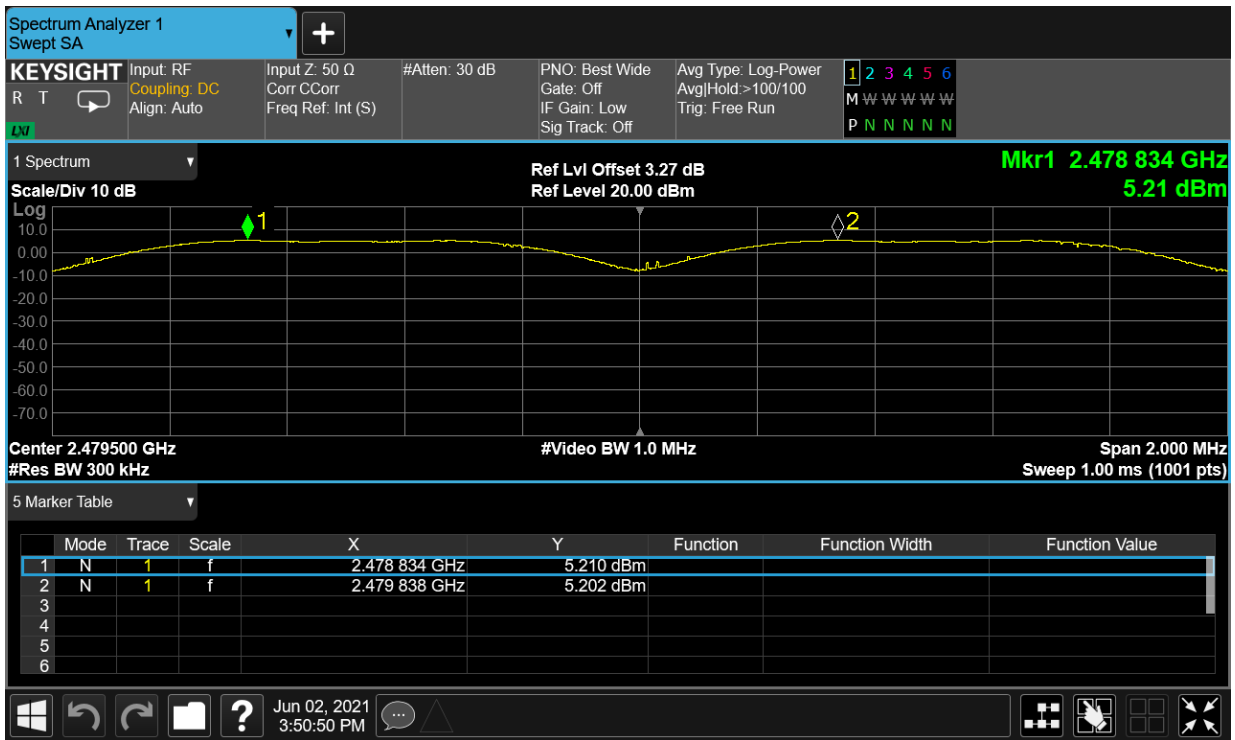 Spectrum Analyzer 1
Swept SA
KEYSIGHT
R T
LXI
Input: RF
Coupling: DC
Align: Auto
Input Z: 50 Ω
Corr CCorr
Freq Ref: Int (S)
#Atten: 30 dB
PNO: Best Wide
Gate: Off
IF Gain: Low
Sig Track: Off
Avg Type: Log-Power
Avg|Hold:>100/100
Trig: Free Run
1 2 3 4 5 6
M W W W W W
P N N N N N
1 Spectrum
Scale/Div 10 dB
Ref Lvl Offset 3.27 dB
Ref Level 20.00 dBm
Mkr1 2.478 834 GHz
5.21 dBm
Log
10.0
0.00
-10.0
-20.0
-30.0
-40.0
-50.0
-60.0
-70.0
1
2
Center 2.479500 GHz
#Res BW 300 kHz
#Video BW 1.0 MHz
Span 2.000 MHz
Sweep 1.00 ms (1001 pts)
5 Marker Table
Mode Trace Scale X Y Function Function Width Function Value
1 N 1 f 2.478 834 GHz 5.210 dBm
2 N 1 f 2.479 838 GHz 5.202 dBm
3
4
5
6
?
Jun 02, 2021
3:50:50 PM